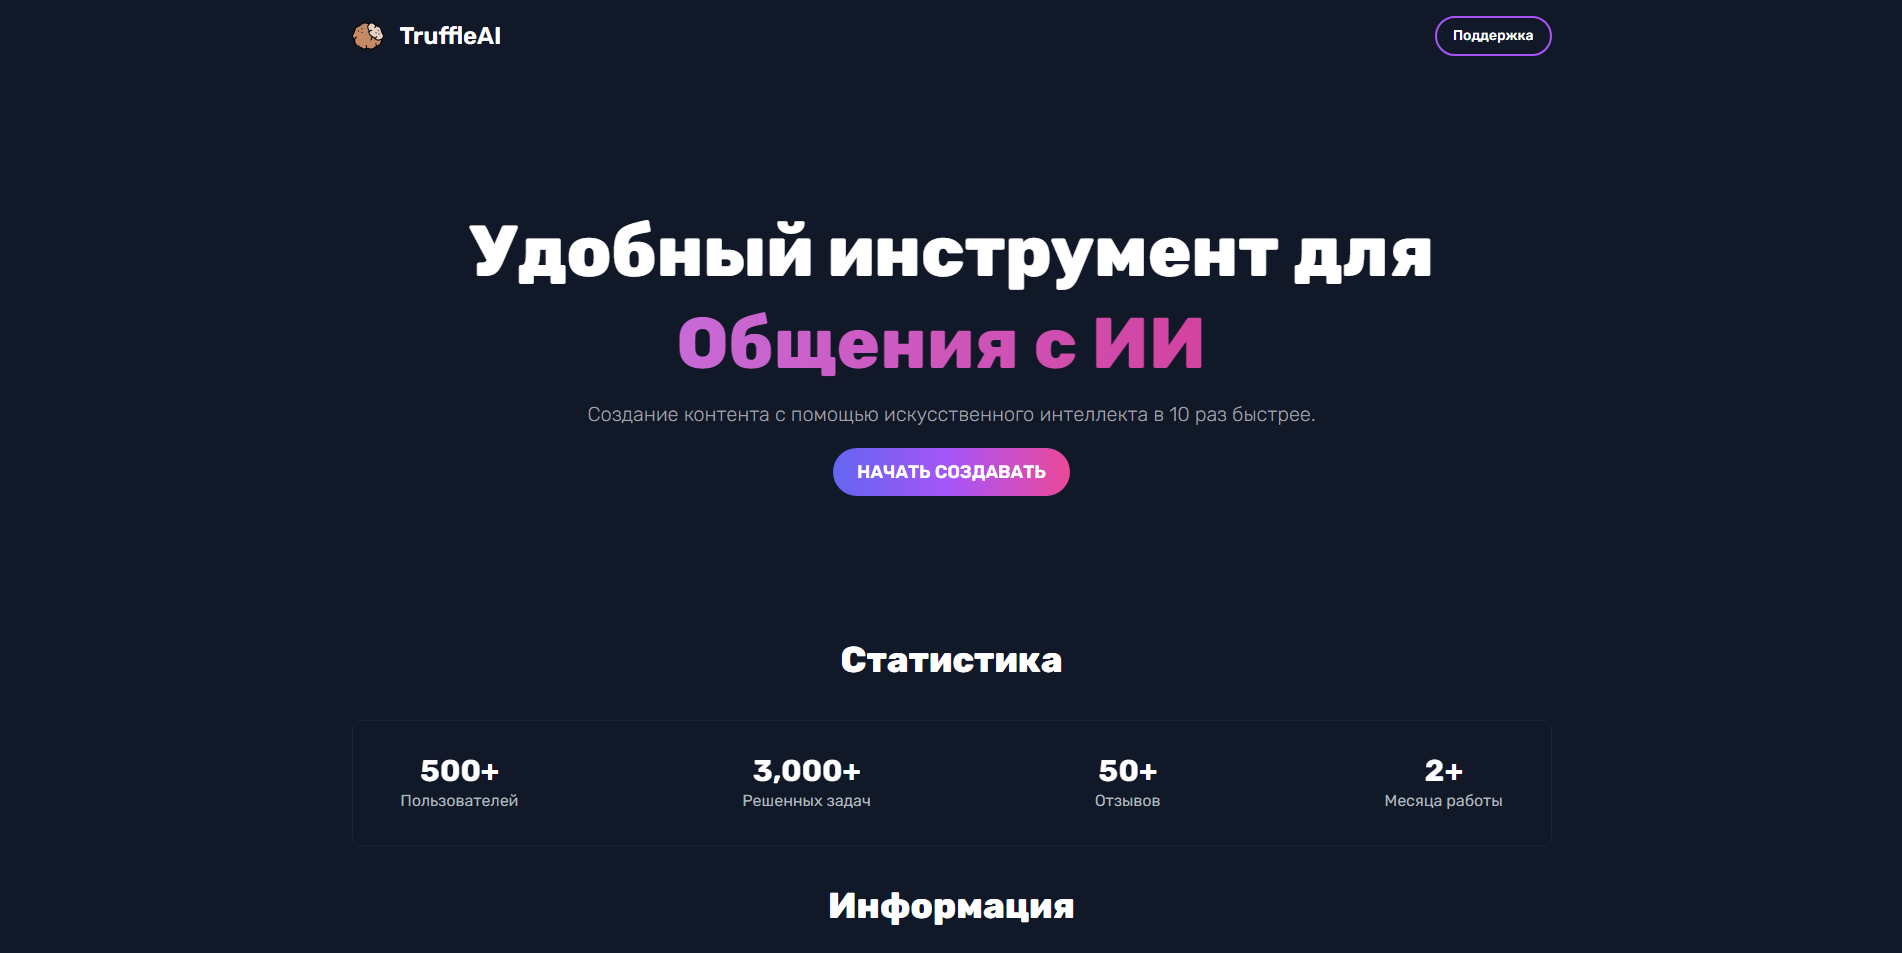 TruffleAI
Поддержка
Удобный инструмент для
Общения с ИИ
Создание контента с помощью искусственного интеллекта в 10 раз быстрее.
НАЧАТЬ СОЗДАВАТЬ
Статистика
500+
Пользователей
3,000+
Решенных задач
50+
Отзывов
2+
Месяца работы
Информация